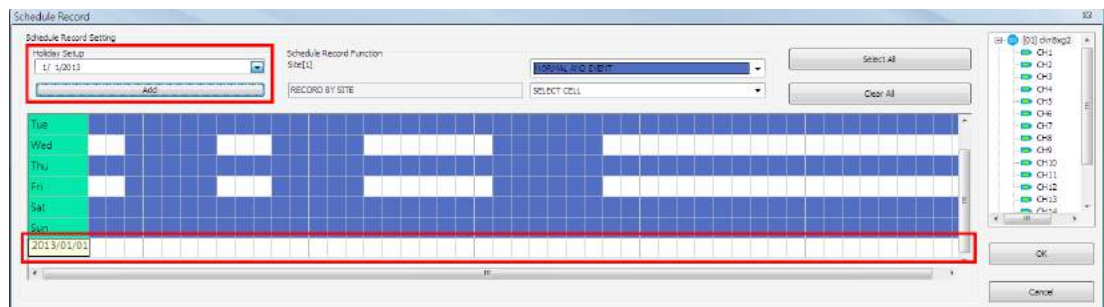 Schedule Record
Schedule Record Setting
Holiday Setup
1/ 1/2013
Add
Schedule Record Function
Site[1]
NORMAL AND EVENT
RECORD BY SITE
SELECT CELL
Select All
Clear All
Tue
Wed
Thu
Fri
Sat
Sun
2013/01/01
CH1
CH2
CH3
CH4
CH5
CH6
CH7
CH8
CH9
CH10
CH11
CH12
CH13
CH14
OK
Cancel